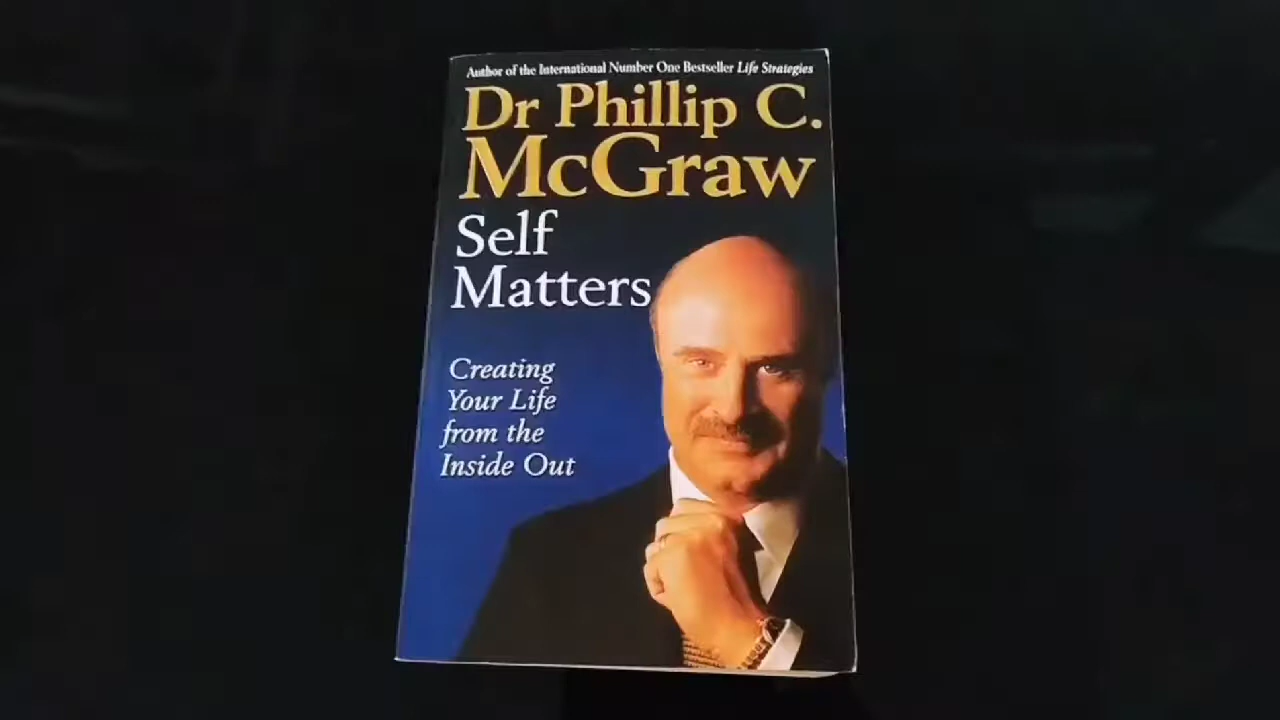 Author of the International Number One Bestseller Life Strategies
Dr Phillip C.
McGraw
Self
Matters
Creating
Your Life
from the
Inside Out